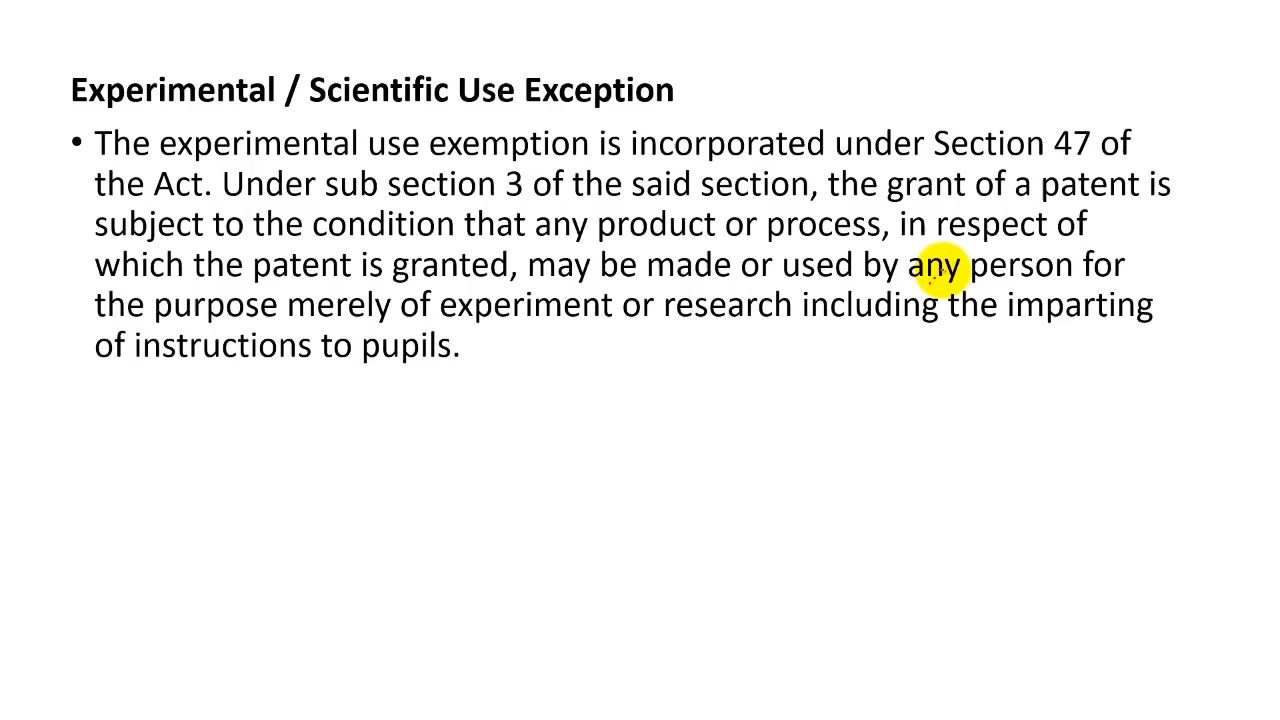 Experimental / Scientific Use Exception
• The experimental use exemption is incorporated under Section 47 of
the Act. Under sub section 3 of the said section, the grant of a patent is
subject to the condition that any product or process, in respect of
which the patent is granted, may be made or used by any person for
the purpose merely of experiment or research including the imparting
of instructions to pupils.